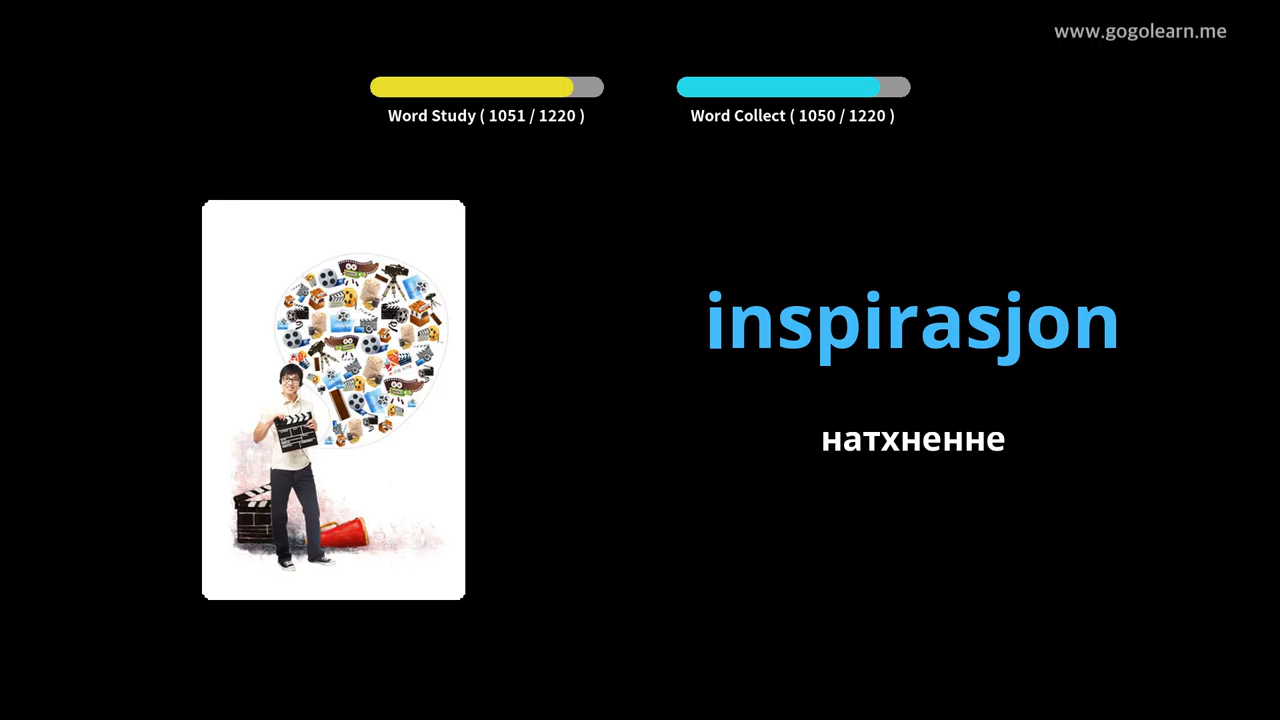 www.gogolearn.me
Word Study ( 1051 / 1220 )
Word Collect ( 1050 / 1220 )
inspirasjon
натхненне